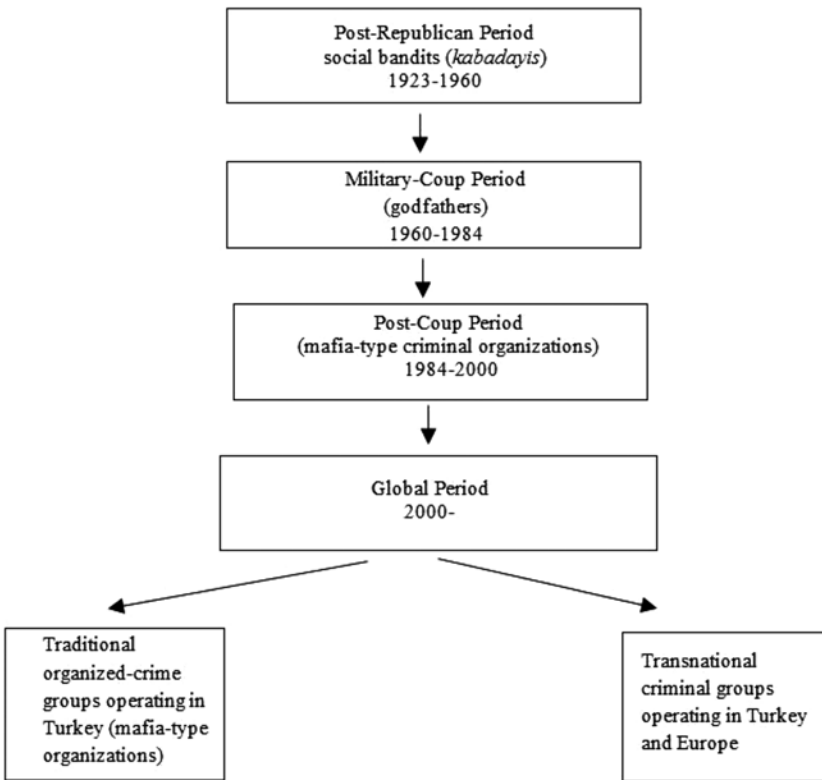 Post-Republican Period
social bandits (kabadayis)
1923-1960
Military-Coup Period
(godfathers)
1960-1984
Post-Coup Period
(mafia-type criminal organizations)
1984-2000
Global Period
2000-
Traditional
organized-crime
groups operating in
Turkey (mafia-type
organizations)
Transnational
criminal groups
operating in Turkey
and Europe